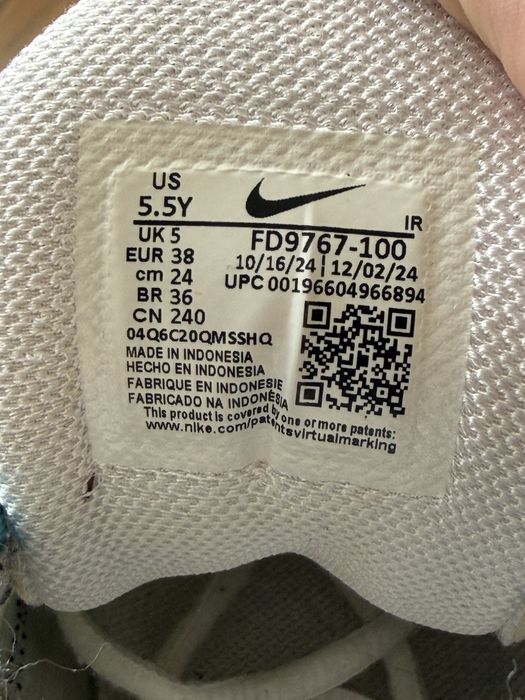 US
5.5Y
IR
UK 5
FD9767-100
EUR 38
10/16/24 | 12/02/24
cm 24
UPC 00196604966894
BR 36
CN 240
04Q6C20QMSSHQ
MADE IN INDONESIA
HECHO EN INDONESIA
FABRIQUE EN INDONESIE
FABRICADO NA INDONÉSIA
This product is covered by one or more patents:
www.nike.com/patentsvirtualmarking